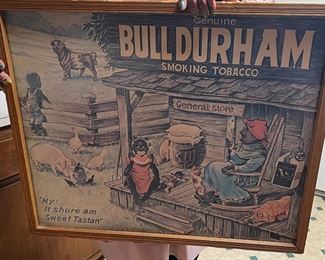 Genuine
BULL DURHAM
SMOKING TOBACCO
General Store
"My!
It shure am
Sweet Tastan"